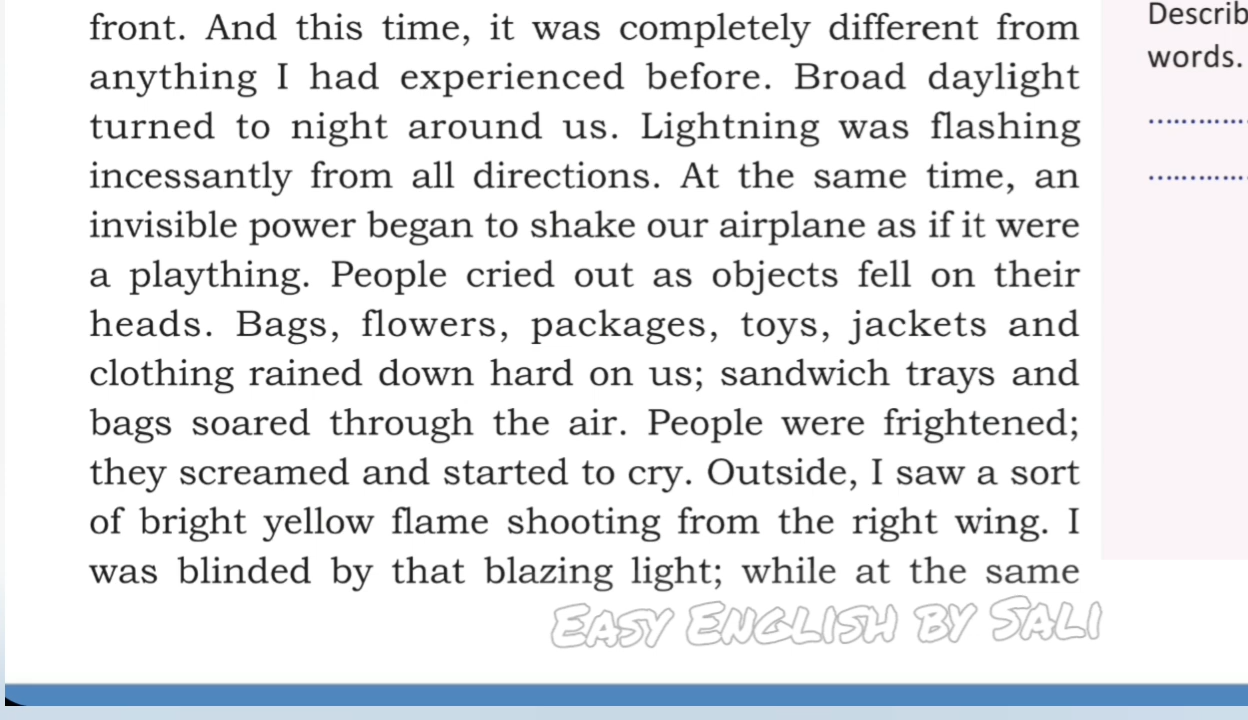 front. And this time, it was completely different from
anything I had experienced before. Broad daylight
turned to night around us. Lightning was flashing
incessantly from all directions. At the same time, an
invisible power began to shake our airplane as if it were
a plaything. People cried out as objects fell on their
heads. Bags, flowers, packages, toys, jackets and
clothing rained down hard on us; sandwich trays and
bags soared through the air. People were frightened;
they screamed and started to cry. Outside, I saw a sort
of bright yellow flame shooting from the right wing. I
was blinded by that blazing light; while at the same
EASY ENGLISH BY SALI
Describ
words.
............
............